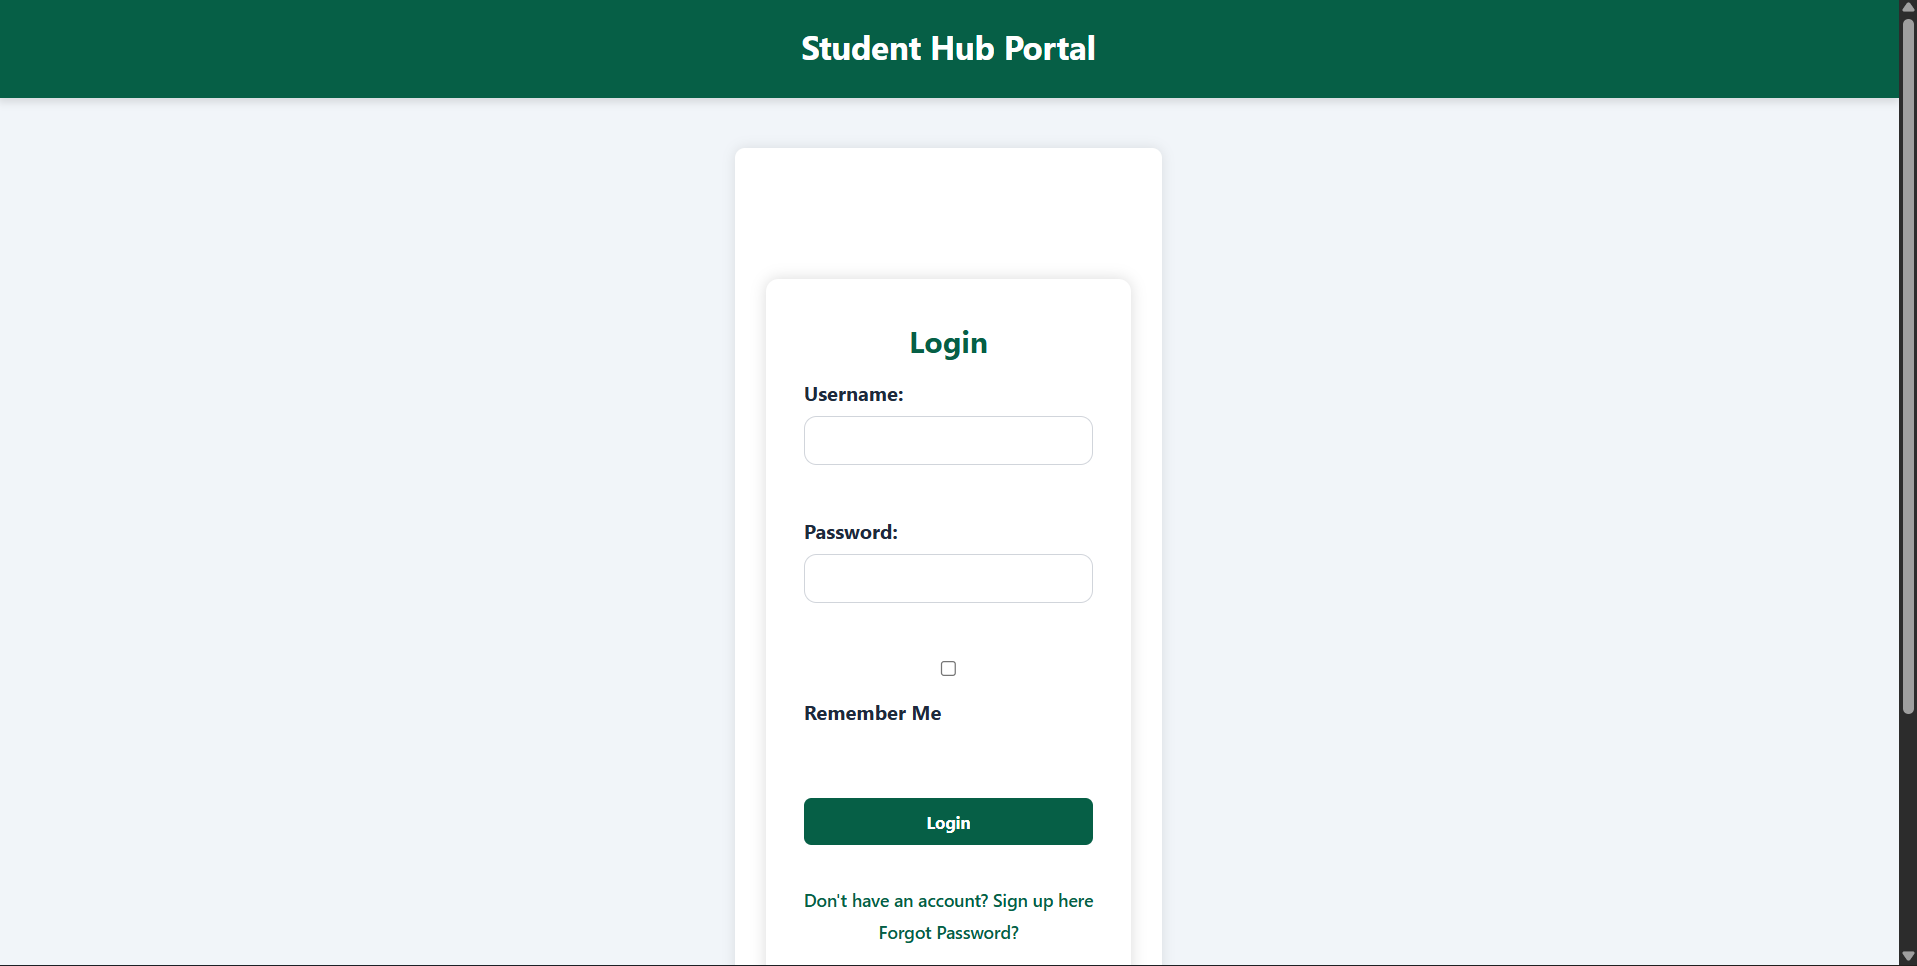 Student Hub Portal
Login
Username:
Password:
Remember Me
Login
Don't have an account? Sign up here
Forgot Password?